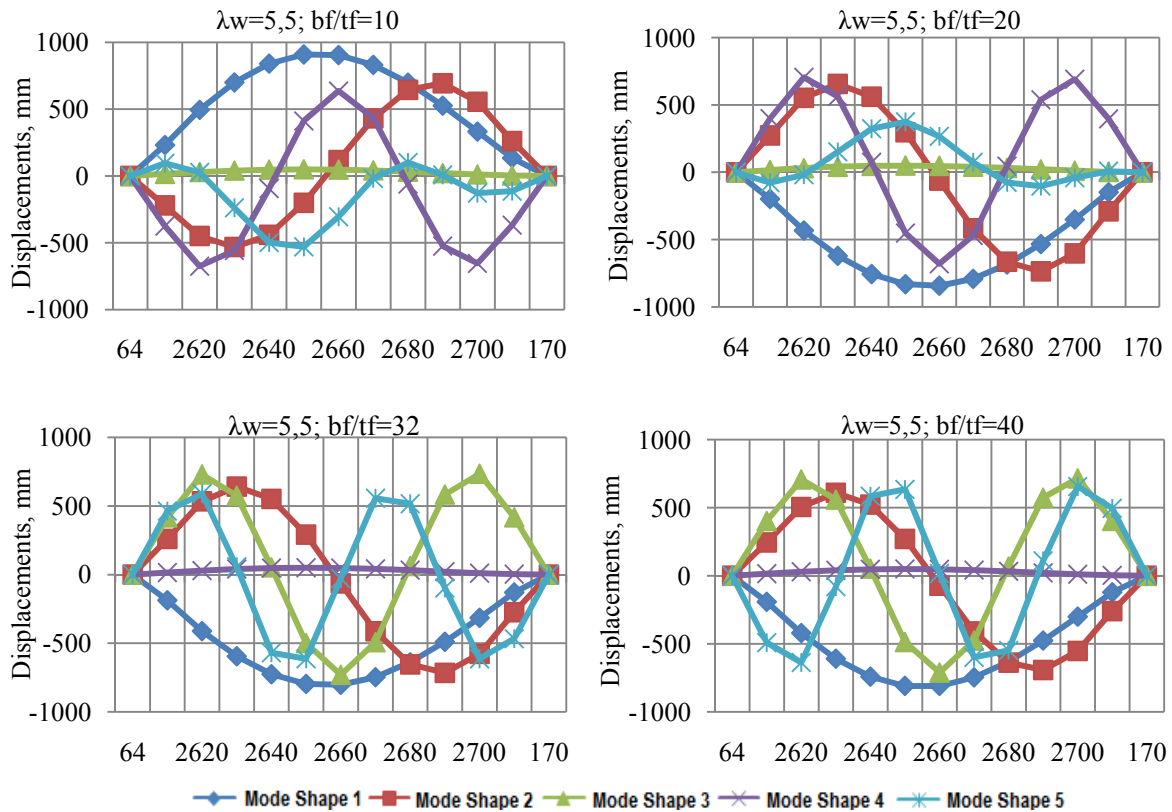 λw=5,5; bf/tf=10
Displacements, mm
1000
500
0
-500
-1000
64 2620 2640 2660 2680 2700 170
λw=5,5; bf/tf=20
Displacements, mm
1000
500
0
-500
-1000
64 2620 2640 2660 2680 2700 170
λw=5,5; bf/tf=32
Displacements, mm
1000
500
0
-500
-1000
64 2620 2640 2660 2680 2700 170
λw=5,5; bf/tf=40
Displacements, mm
1000
500
0
-500
-1000
64 2620 2640 2660 2680 2700 170
Mode Shape 1 Mode Shape 2 Mode Shape 3 Mode Shape 4 Mode Shape 5